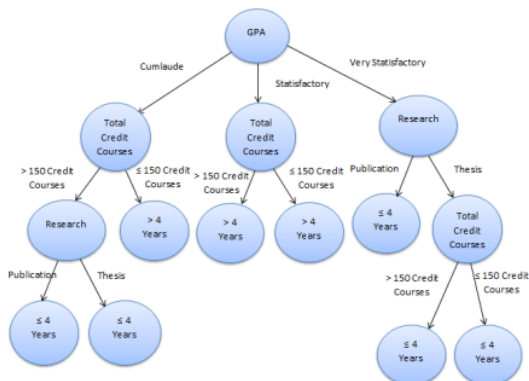 GPA
Cumlaude
Statisfactory
Very Statisfactory
Total
Credit
Courses
Total
Credit
Courses
Research
> 150 Credit
Courses
≤ 150 Credit
Courses
> 150 Credit
Courses
≤ 150 Credit
Courses
Publication
Thesis
Research
> 4
Years
> 4
Years
> 4
Years
≤ 4
Years
Total
Credit
Courses
Publication
Thesis
> 150 Credit
Courses
≤ 150 Credit
Courses
≤ 4
Years
≤ 4
Years
≤ 4
Years
≤ 4
Years